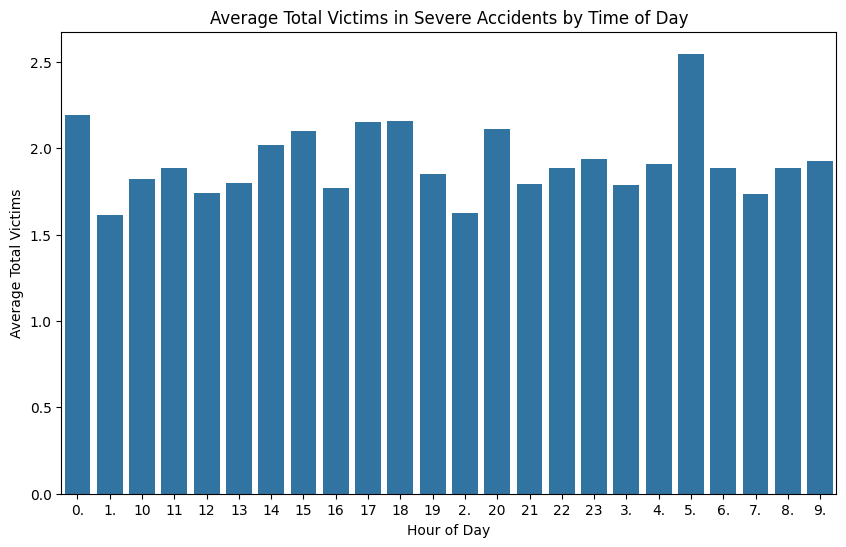 Average Total Victims in Severe Accidents by Time of Day
2.5
2.0
1.5
1.0
0.5
0.0
Average Total Victims
0. 1. 10 11 12 13 14 15 16 17 18 19 2. 20 21 22 23 3. 4. 5. 6. 7. 8. 9.
Hour of Day